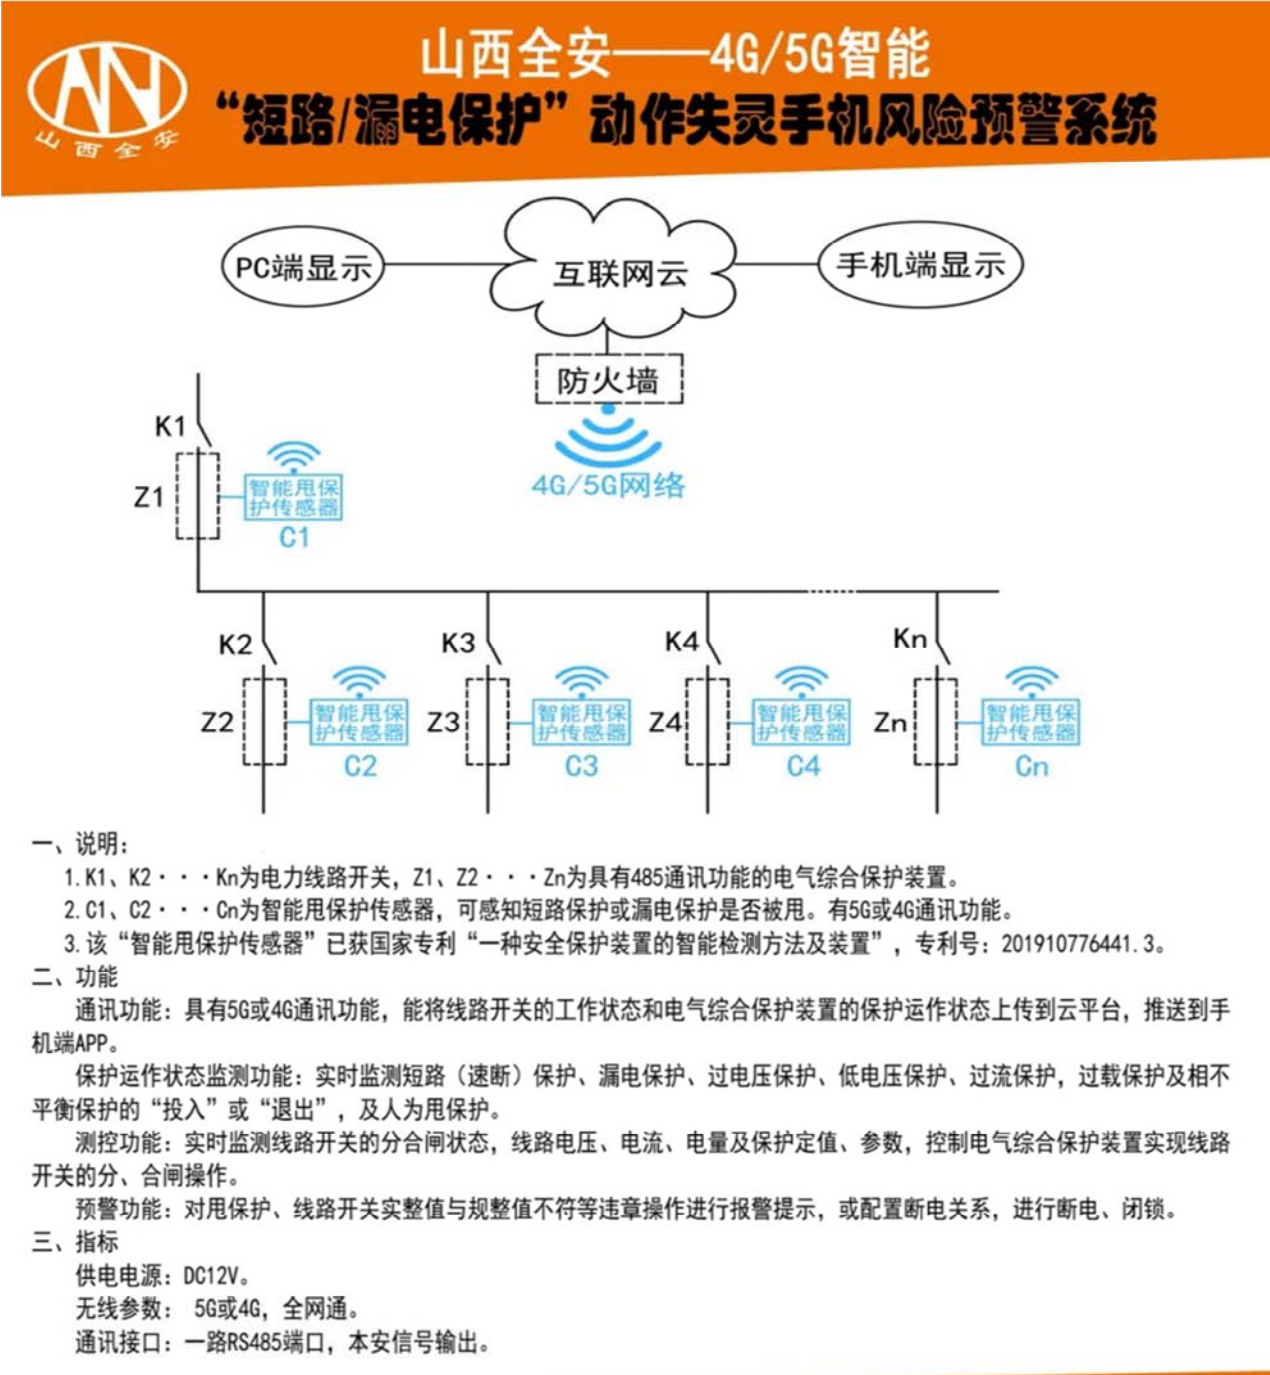 山西全安——4G/5G智能
“短路/漏电保护”动作失灵手机风险预警系统
山西全安
PC端显示
互联网云
手机端显示
防火墙
4G/5G网络
K1
Z1
智能甩保
护传感器
C1
K2
Z2
智能甩保
护传感器
C2
K3
Z3
智能甩保
护传感器
C3
K4
Z4
智能甩保
护传感器
C4
Kn
Zn
智能甩保
护传感器
Cn
一、说明：
1.K1、K2···Kn为电力线路开关，Z1、Z2···Zn为具有485通讯功能的电气综合保护装置。
2.C1、C2···Cn为智能甩保护传感器，可感知短路保护或漏电保护是否被甩。有5G或4G通讯功能。
3.该“智能甩保护传感器”已获国家专利“一种安全保护装置的智能检测方法及装置”，专利号：201910776441.3。
二、功能
通讯功能：具有5G或4G通讯功能，能将线路开关的工作状态和电气综合保护装置的保护运作状态上传到云平台，推送到手
机端APP。
保护运作状态监测功能：实时监测短路（速断）保护、漏电保护、过电压保护、低电压保护、过流保护，过载保护及相不
平衡保护的“投入”或“退出”，及人为甩保护。
测控功能：实时监测线路开关的分合闸状态，线路电压、电流、电量及保护定值、参数，控制电气综合保护装置实现线路
开关的分、合闸操作。
预警功能：对甩保护、线路开关实整值与规整值不符等违章操作进行报警提示，或配置断电关系，进行断电、闭锁。
三、指标
供电电源：DC12V。
无线参数： 5G或4G，全网通。
通讯接口：一路RS485端口，本安信号输出。